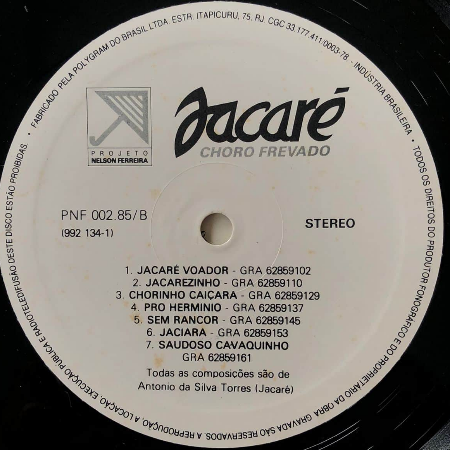 • FABRICADO PELA POLYGRAM DO BRASIL LTDA. ESTR. ITAPICURU, 75, RJ. CGC 33.177.411/0003-78 - INDÚSTRIA BRASILEIRA •
TODOS OS DIREITOS DO PRODUTOR FONOGRÁFICO E DO PROPRIETÁRIO DA OBRA GRAVADA SÃO RESERVADOS. A REPRODUÇÃO, A LOCAÇÃO, EXECUÇÃO PÚBLICA E RADIOTELEDIFUSÃO DESTE DISCO ESTÃO PROIBIDAS
PROJETO
NELSON FERREIRA
Jacaré
CHORO FREVADO
PNF 002.85/B
(992 134-1)
STEREO
1. JACARÉ VOADOR - GRA 62859102
2. JACAREZINHO - GRA 62859110
3. CHORINHO CAIÇARA - GRA 62859129
4. PRO HERMINIO - GRA 62859137
5. SEM RANCOR - GRA 62859145
6. JACIARA - GRA 62859153
7. SAUDOSO CAVAQUINHO
GRA 62859161
Todas as composições são de
Antonio da Silva Torres (Jacaré)